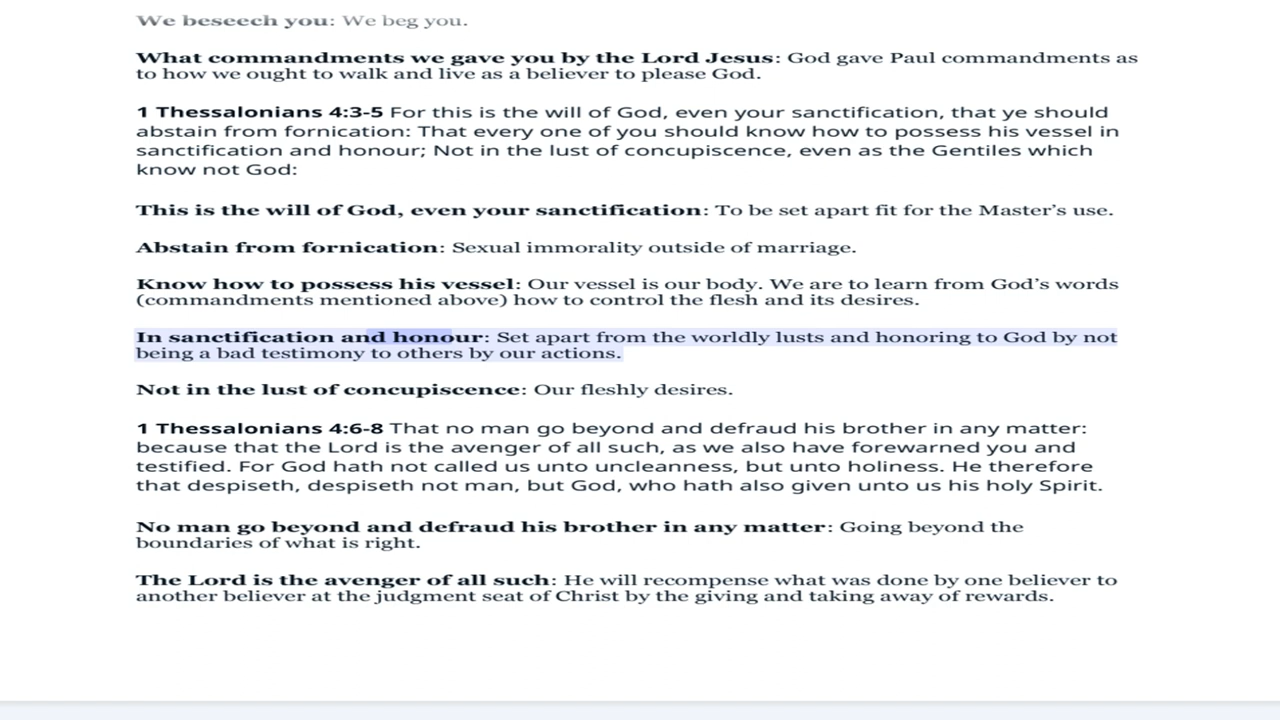 We beseech you: We beg you.
What commandments we gave you by the Lord Jesus: God gave Paul commandments as
to how we ought to walk and live as a believer to please God.
1 Thessalonians 4:3-5 For this is the will of God, even your sanctification, that ye should
abstain from fornication: That every one of you should know how to possess his vessel in
sanctification and honour; Not in the lust of concupiscence, even as the Gentiles which
know not God:
This is the will of God, even your sanctification: To be set apart fit for the Master’s use.
Abstain from fornication: Sexual immorality outside of marriage.
Know how to possess his vessel: Our vessel is our body. We are to learn from God’s words
(commandments mentioned above) how to control the flesh and its desires.
In sanctification and honour: Set apart from the worldly lusts and honoring to God by not
being a bad testimony to others by our actions.
Not in the lust of concupiscence: Our fleshly desires.
1 Thessalonians 4:6-8 That no man go beyond and defraud his brother in any matter:
because that the Lord is the avenger of all such, as we also have forewarned you and
testified. For God hath not called us unto uncleanness, but unto holiness. He therefore
that despiseth, despiseth not man, but God, who hath also given unto us his holy Spirit.
No man go beyond and defraud his brother in any matter: Going beyond the
boundaries of what is right.
The Lord is the avenger of all such: He will recompense what was done by one believer to
another believer at the judgment seat of Christ by the giving and taking away of rewards.